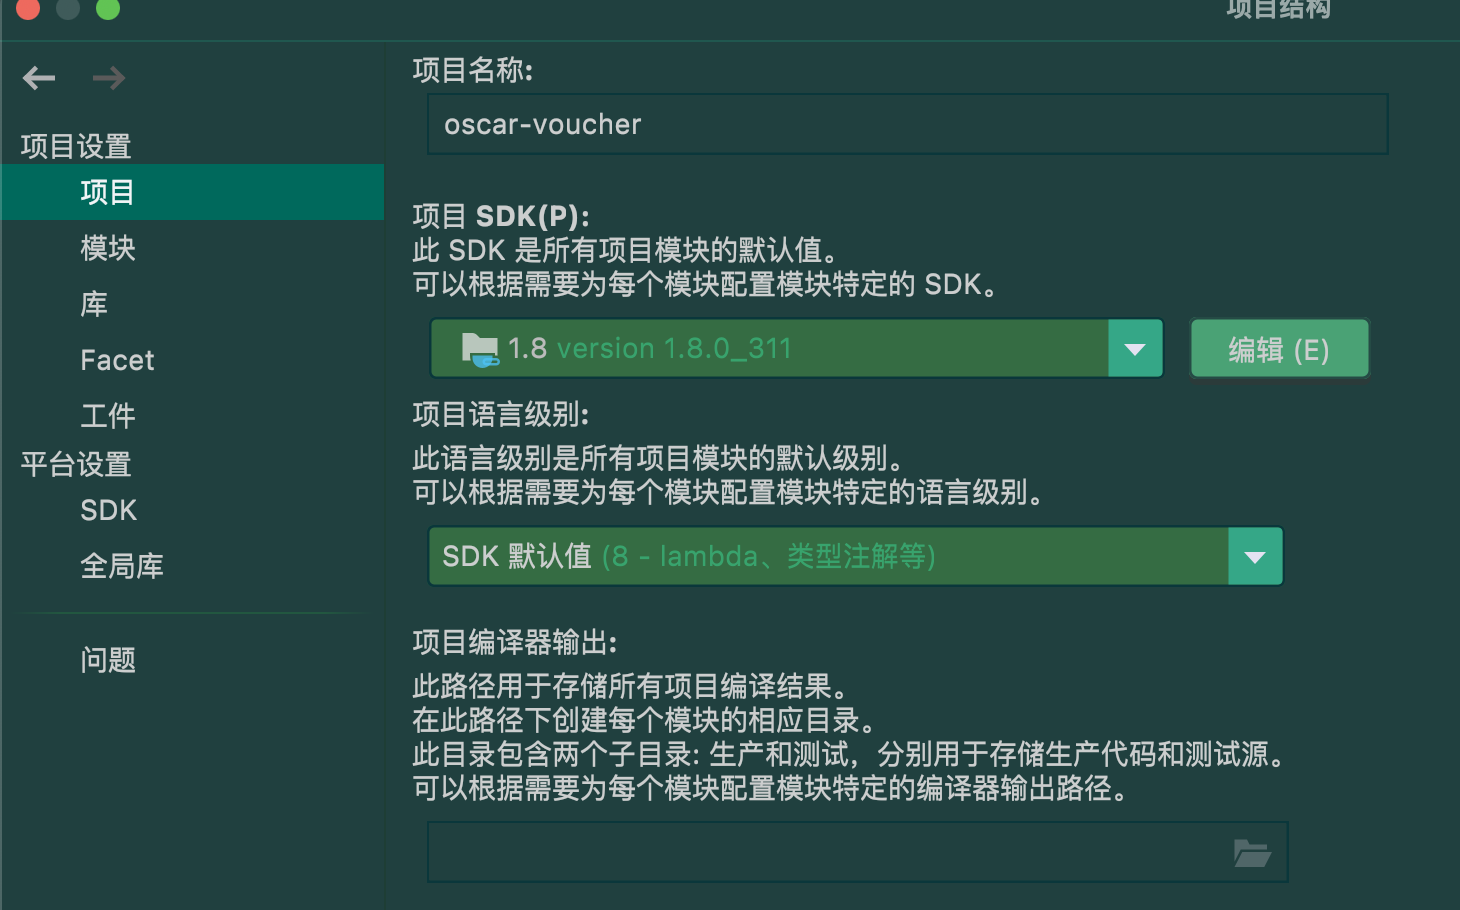 项目结构
项目设置
项目
模块
库
Facet
工件
平台设置
SDK
全局库
问题
项目名称:
oscar-voucher
项目 SDK(P):
此 SDK 是所有项目模块的默认值。
可以根据需要为每个模块配置模块特定的 SDK。
1.8 version 1.8.0_311
编辑 (E)
项目语言级别:
此语言级别是所有项目模块的默认级别。
可以根据需要为每个模块配置模块特定的语言级别。
SDK 默认值 (8 - lambda、类型注解等)
项目编译器输出:
此路径用于存储所有项目编译结果。
在此路径下创建每个模块的相应目录。
此目录包含两个子目录: 生产和测试，分别用于存储生产代码和测试源。
可以根据需要为每个模块配置模块特定的编译器输出路径。